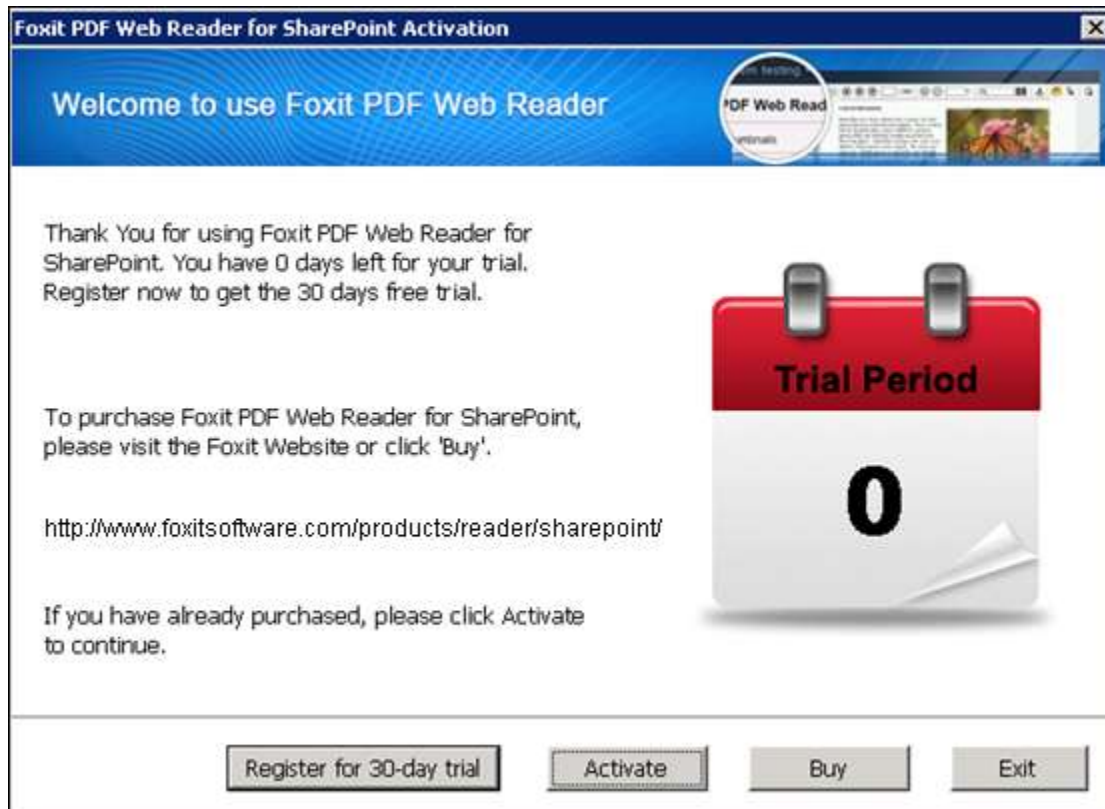 Foxit PDF Web Reader for SharePoint Activation
Welcome to use Foxit PDF Web Reader
testing
PDF Web Read
Thank You for using Foxit PDF Web Reader for
SharePoint. You have 0 days left for your trial.
Register now to get the 30 days free trial.
Trial Period
0
To purchase Foxit PDF Web Reader for SharePoint,
please visit the Foxit Website or click 'Buy'.
http://www.foxitsoftware.com/products/reader/sharepoint/
If you have already purchased, please click Activate
to continue.
Register for 30-day trial
Activate
Buy
Exit